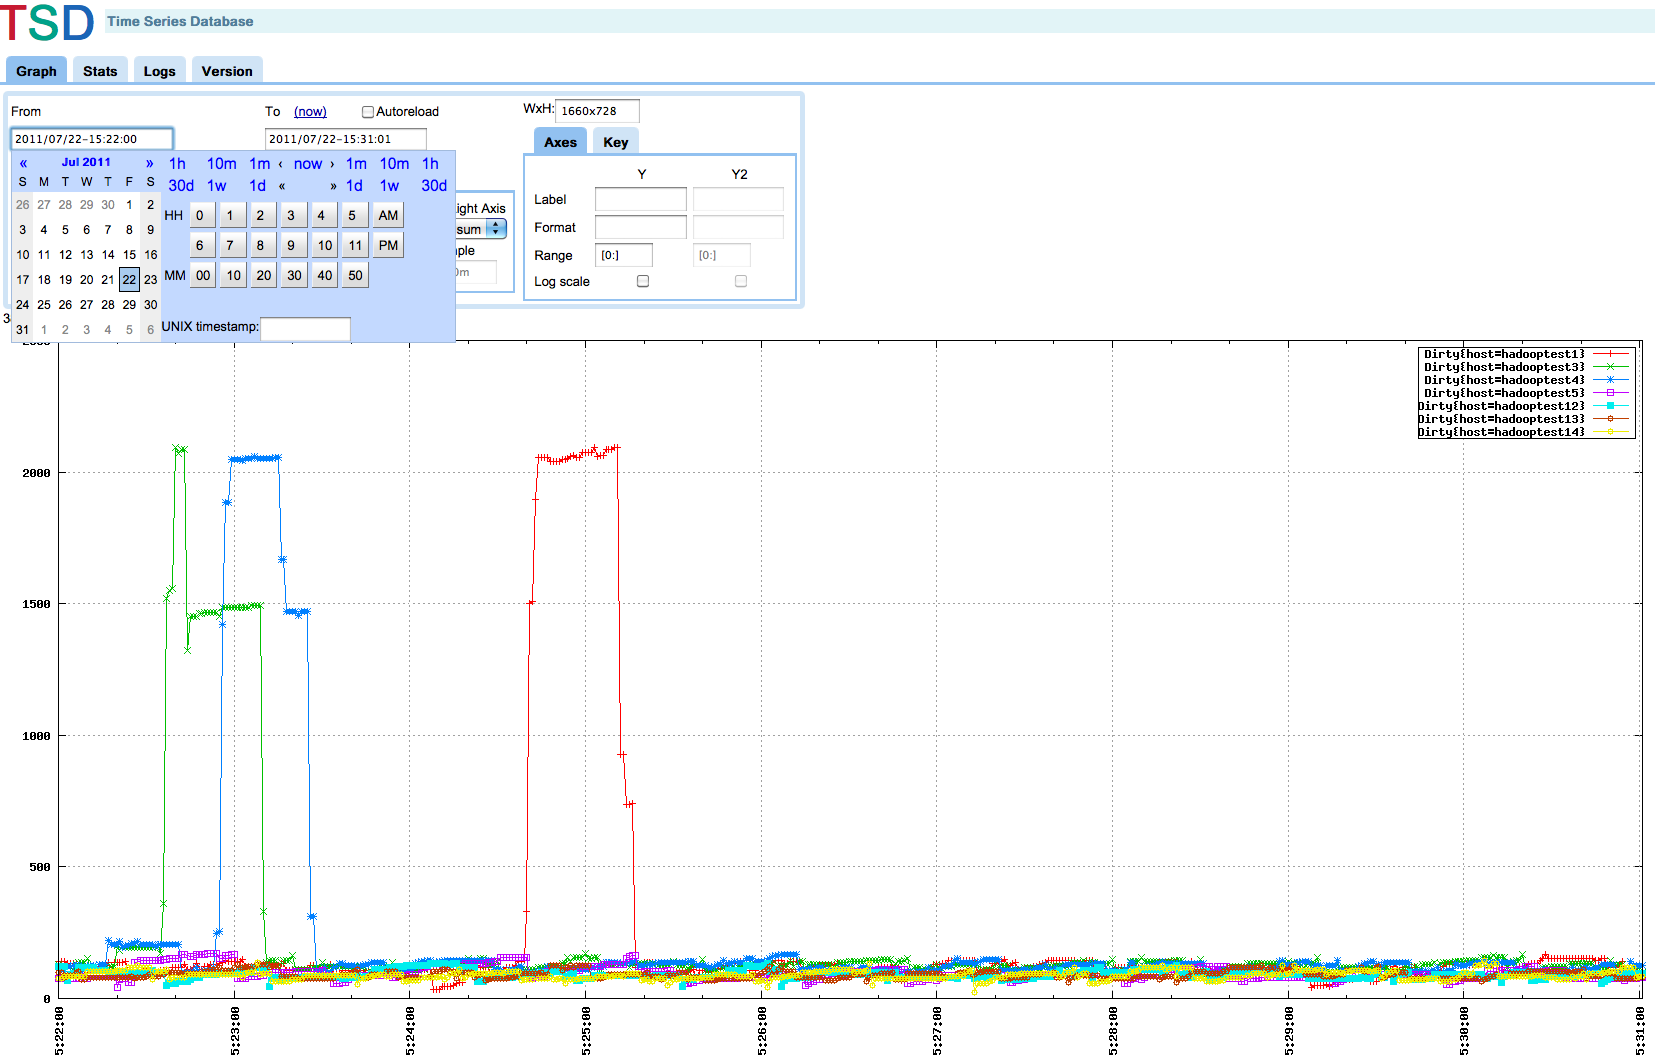 TSD Time Series Database
Graph Stats Logs Version
From To (now) Autoreload WxH: 1660x728
2011/07/22-15:22:00 2011/07/22-15:31:01 Axes Key
« Jul 2011 » 1h 10m 1m ‹ now › 1m 10m 1h
S M T W T F S 30d 1w 1d « » 1d 1w 30d
Y Y2
26 27 28 29 30 1 2 HH 0 1 2 3 4 5 AM
Label
3 4 5 6 7 8 9 6 7 8 9 10 11 PM
sum Format
10 11 12 13 14 15 16
Range [0:] [0:]
17 18 19 20 21 22 23 MM 00 10 20 30 40 50
Log scale
24 25 26 27 28 29 30
31 1 2 3 4 5 6 UNIX timestamp:
Dirty{host=hadooptest1}
Dirty{host=hadooptest3}
Dirty{host=hadooptest4}
Dirty{host=hadooptest5}
Dirty{host=hadooptest12}
Dirty{host=hadooptest13}
Dirty{host=hadooptest14}
2000
1500
1000
500
0
5:22:00 5:23:00 5:24:00 5:25:00 5:26:00 5:27:00 5:28:00 5:29:00 5:30:00 5:31:00